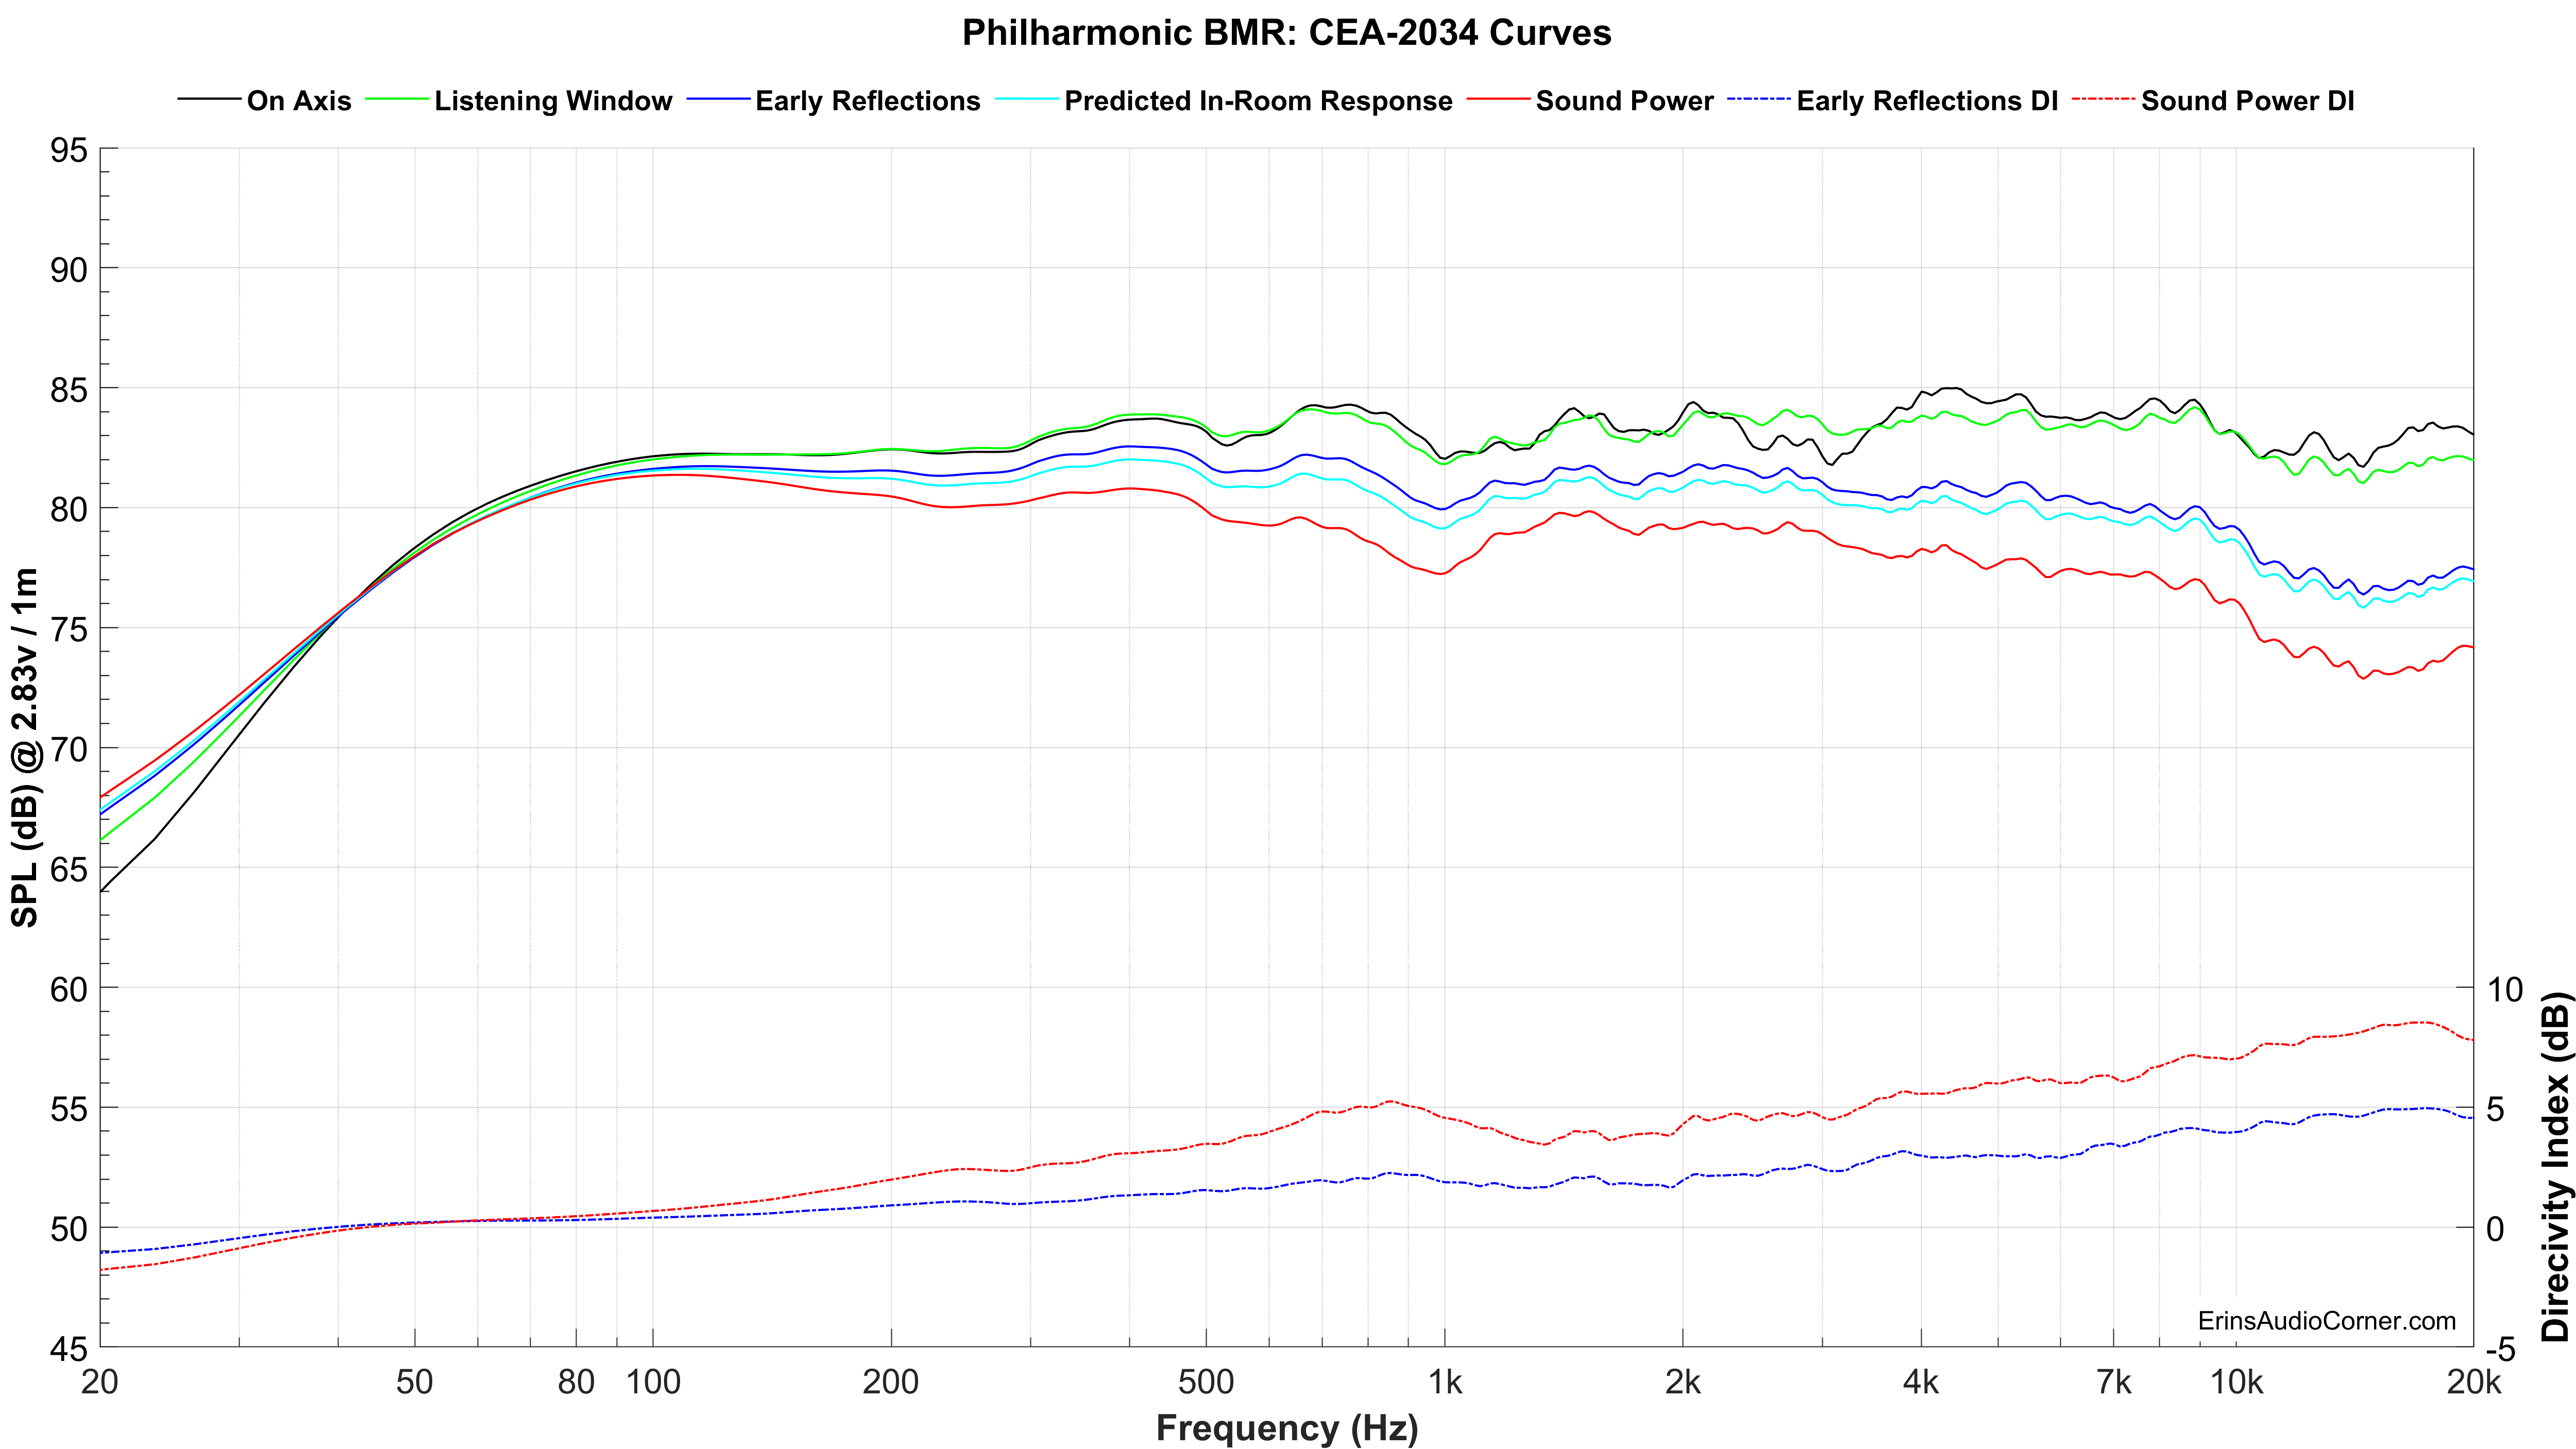 Philharmonic BMR: CEA-2034 Curves
On Axis Listening Window Early Reflections Predicted In-Room Response Sound Power Early Reflections DI Sound Power DI
95
90
85
80
75
70
65
60
55
50
45
SPL (dB) @ 2.83v / 1m
10
5
0
-5
Direcivity Index (dB)
ErinsAudioCorner.com
20 50 80 100 200 500 1k 2k 4k 7k 10k 20k
Frequency (Hz)